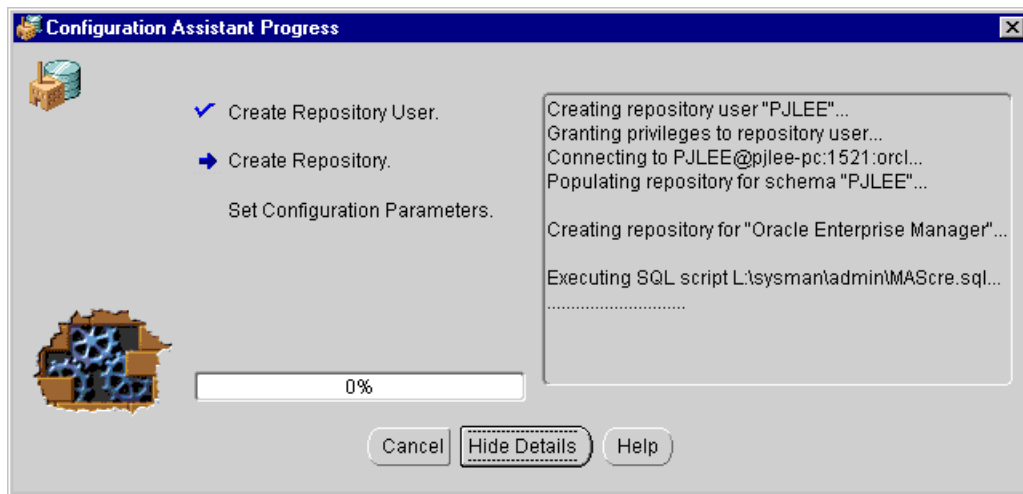 Configuration Assistant Progress
Create Repository User.
Create Repository.
Set Configuration Parameters.
Creating repository user "PJLEE"...
Granting privileges to repository user...
Connecting to PJLEE@pjlee-pc:1521:orcl...
Populating repository for schema "PJLEE"...
Creating repository for "Oracle Enterprise Manager"...
Executing SQL script L:\sysman\admin\MAScre.sql...
.............................
0%
Cancel
Hide Details
Help